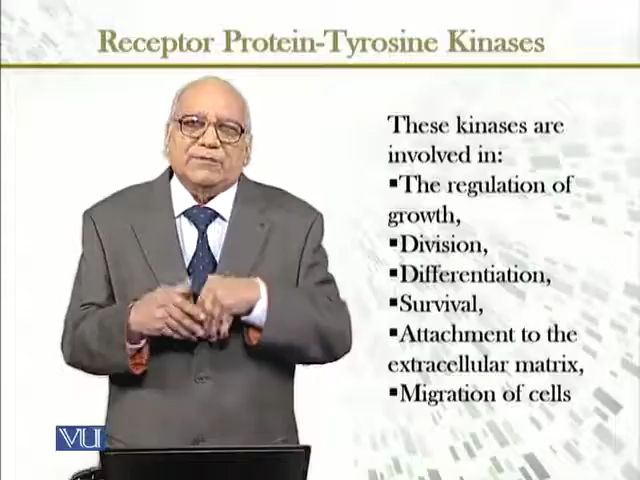 Receptor Protein-Tyrosine Kinases
These kinases are
involved in:
▪The regulation of
growth,
▪Division,
▪Differentiation,
▪Survival,
▪Attachment to the
extracellular matrix,
▪Migration of cells
VU